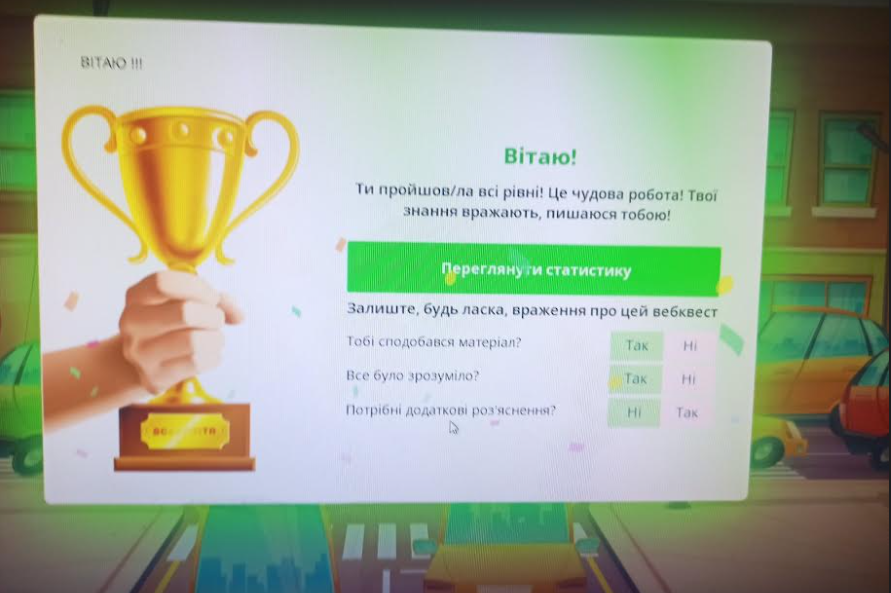 ВІТАЮ !!!
Вітаю!
Ти пройшов/ла всі рівні! Це чудова робота! Твої
знання вражають, пишаюся тобою!
Переглянути статистику
Залиште, будь ласка, враження про цей вебквест
Тобі сподобався матеріал? Так Ні
Все було зрозуміло? Так Ні
Потрібні додаткові роз'яснення? Ні Так